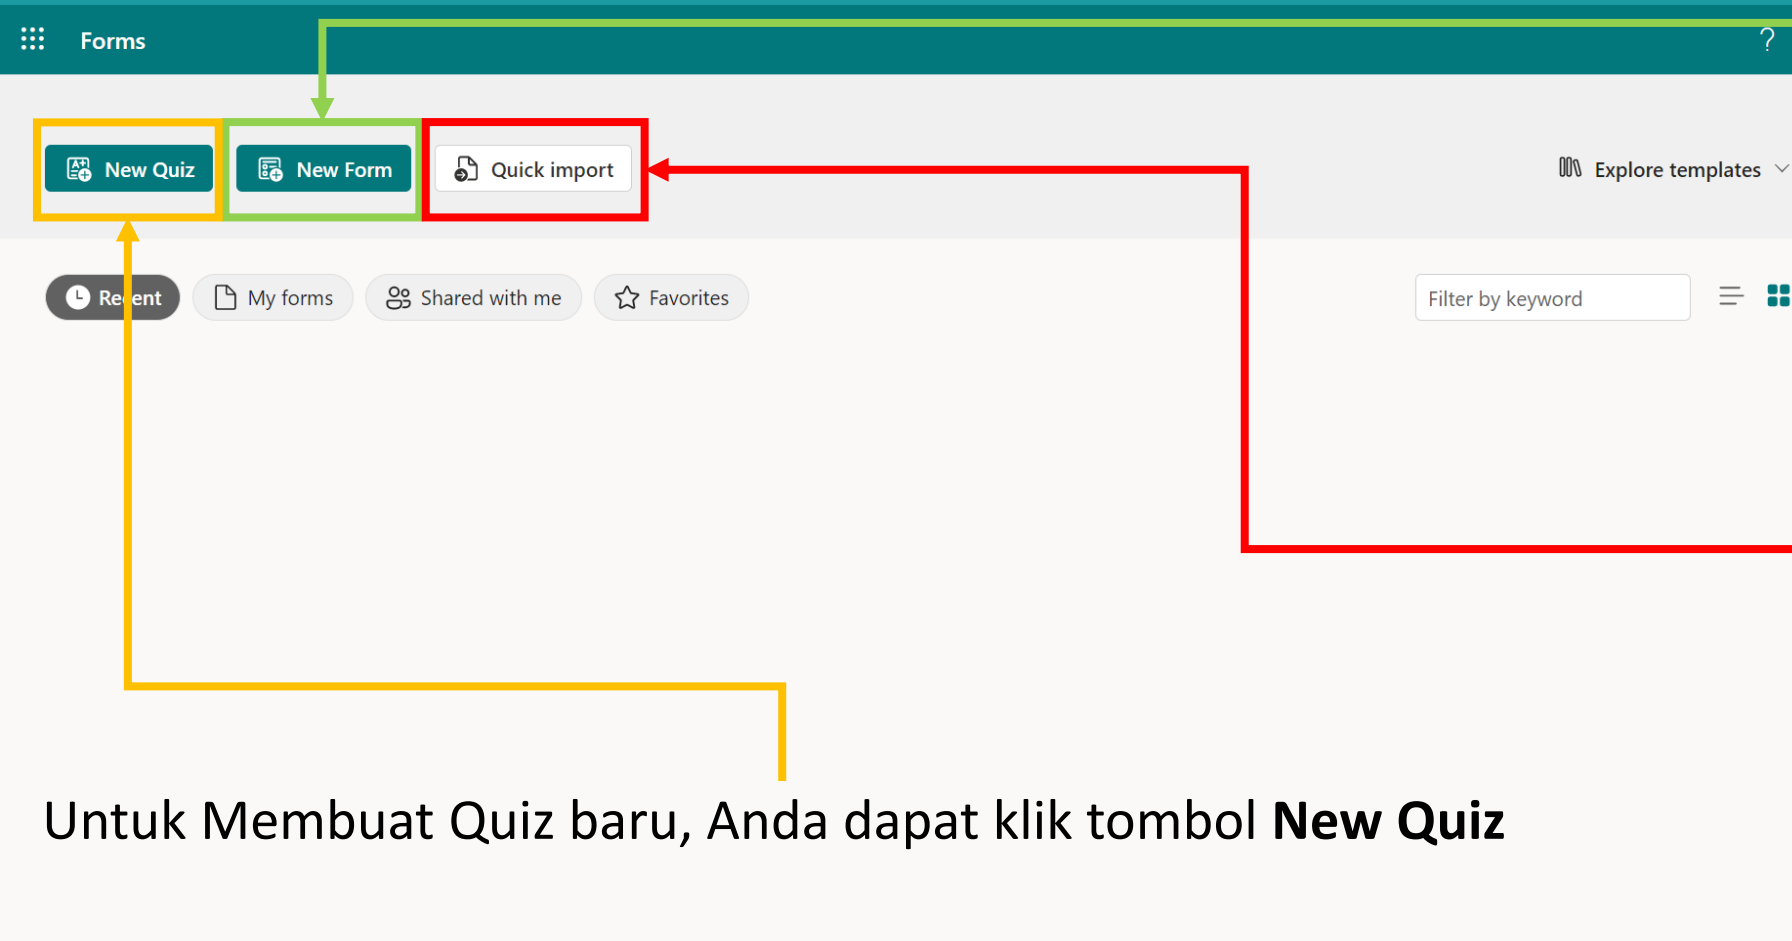 Forms
?
New Quiz
New Form
Quick import
Explore templates
Recent
My forms
Shared with me
Favorites
Filter by keyword
Untuk Membuat Quiz baru, Anda dapat klik tombol New Quiz